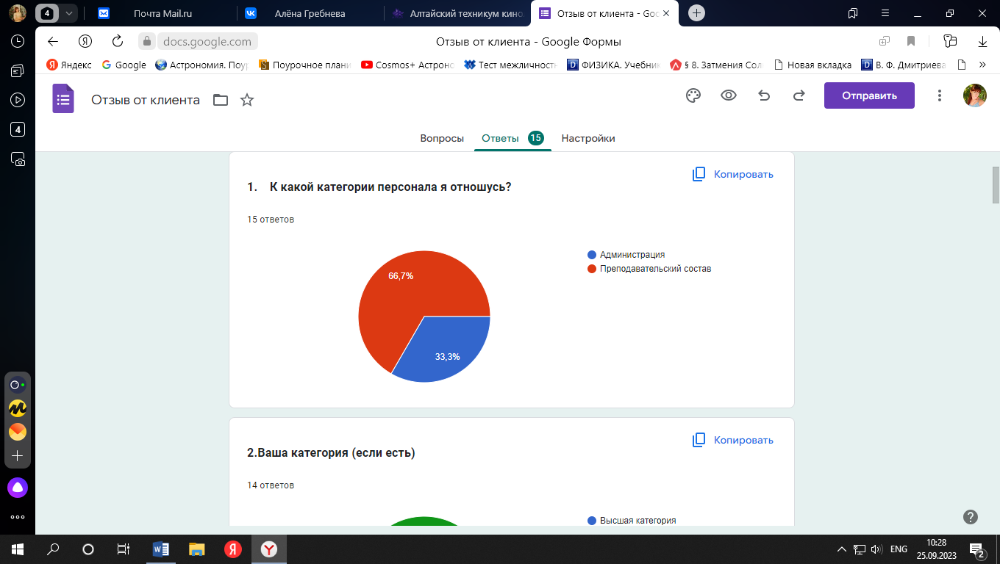 4
Почта Mail.ru
Алёна Гребнева
Алтайский техникум кино
Отзыв от клиента - Goo
docs.google.com
Отзыв от клиента - Google Формы
Яндекс
Google
Астрономия. Поур
Поурочное плани
Cosmos+ Астроно
Тест межличност
ФИЗИКА. Учебник
§ 8. Затмения Сол
Новая вкладка
В. Ф. Дмитриева
4
Отзыв от клиента
Отправить
Вопросы
Ответы 15
Настройки
Копировать
1. К какой категории персонала я отношусь?
15 ответов
Администрация
Преподавательский состав
66,7%
33,3%
Копировать
2.Ваша категория (если есть)
14 ответов
Высшая категория
ENG
10:28
25.09.2023
2